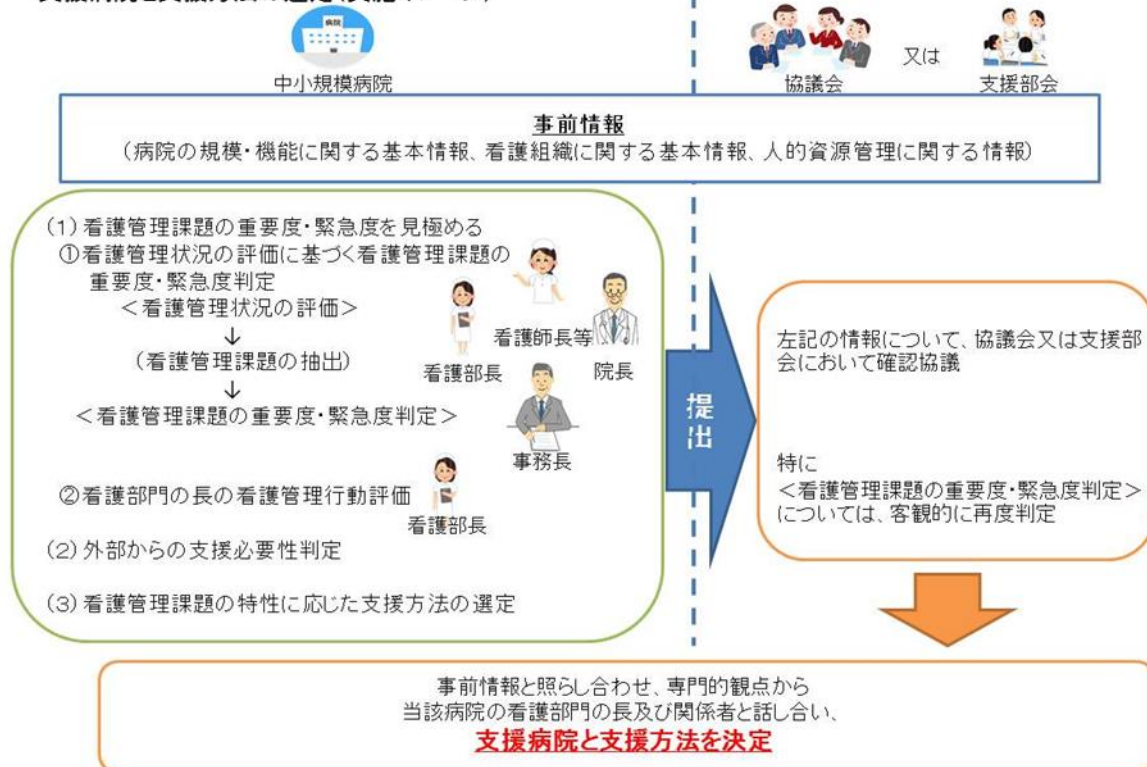 病院
中小規模病院
協議会
又は
支援部会
事前情報
(病院の規模・機能に関する基本情報、看護組織に関する基本情報、人的資源管理に関する情報)
(1)看護管理課題の重要度・緊急度を見極める
①看護管理状況の評価に基づく看護管理課題の
重要度・緊急度判定
<看護管理状況の評価>
↓
(看護管理課題の抽出)
↓
<看護管理課題の重要度・緊急度判定>
看護師長等
看護部長
院長
事務長
②看護部門の長の看護管理行動評価
看護部長
(2)外部からの支援必要性判定
(3)看護管理課題の特性に応じた支援方法の選定
提出
左記の情報について、協議会又は支援部
会において確認協議
特に
<看護管理課題の重要度・緊急度判定>
については、客観的に再度判定
事前情報と照らし合わせ、専門的観点から
当該病院の看護部門の長及び関係者と話し合い、
支援病院と支援方法を決定